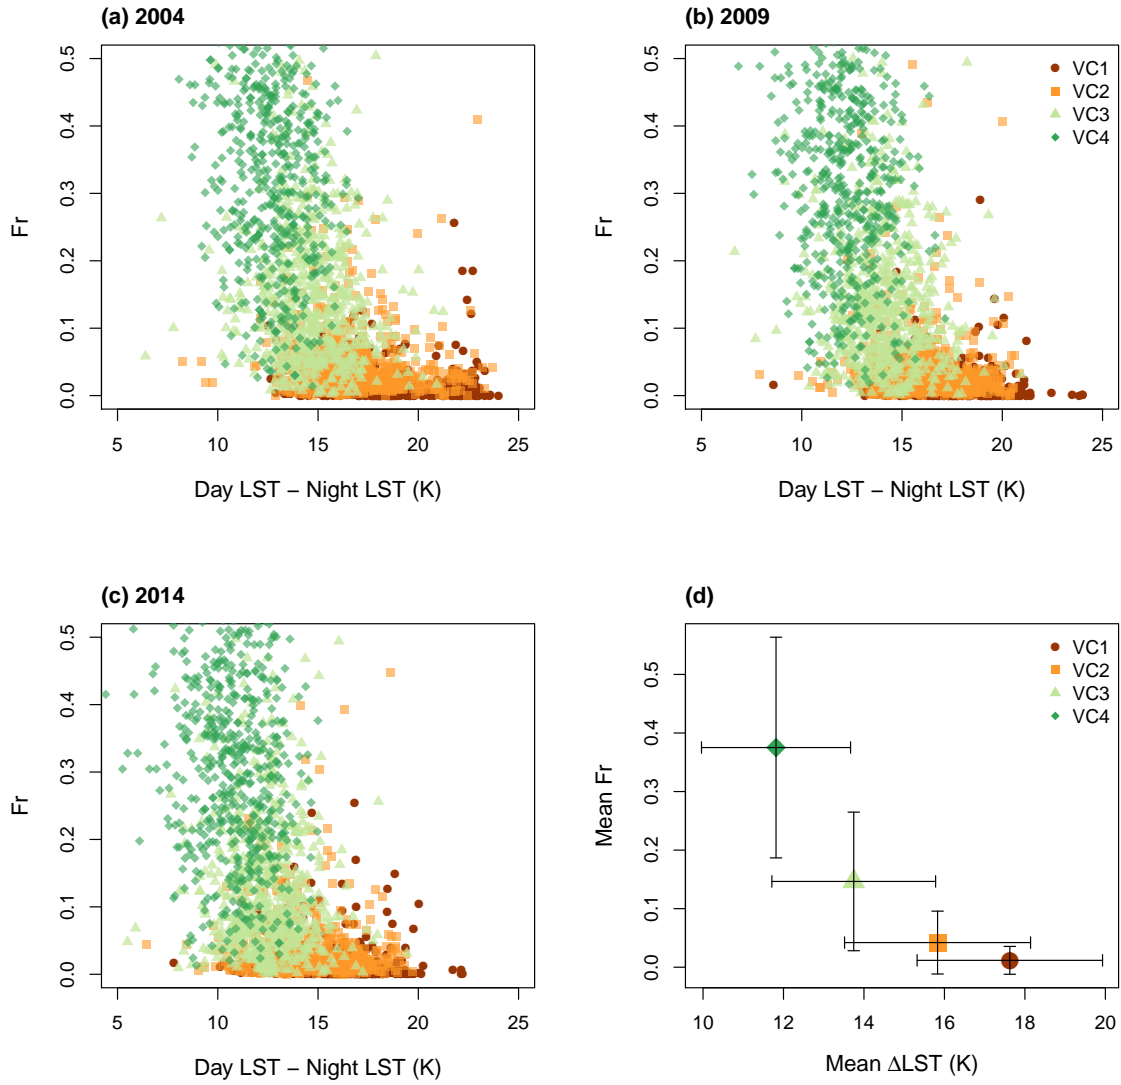 (a) 2004
Fr
0.0
0.1
0.2
0.3
0.4
0.5
5 10 15 20 25
Day LST − Night LST (K)
(b) 2009
Fr
0.0
0.1
0.2
0.3
0.4
0.5
VC1
VC2
VC3
VC4
5 10 15 20 25
Day LST − Night LST (K)
(c) 2014
Fr
0.0
0.1
0.2
0.3
0.4
0.5
5 10 15 20 25
Day LST − Night LST (K)
(d)
Mean Fr
0.0
0.1
0.2
0.3
0.4
0.5
VC1
VC2
VC3
VC4
10 12 14 16 18 20
Mean ΔLST (K)